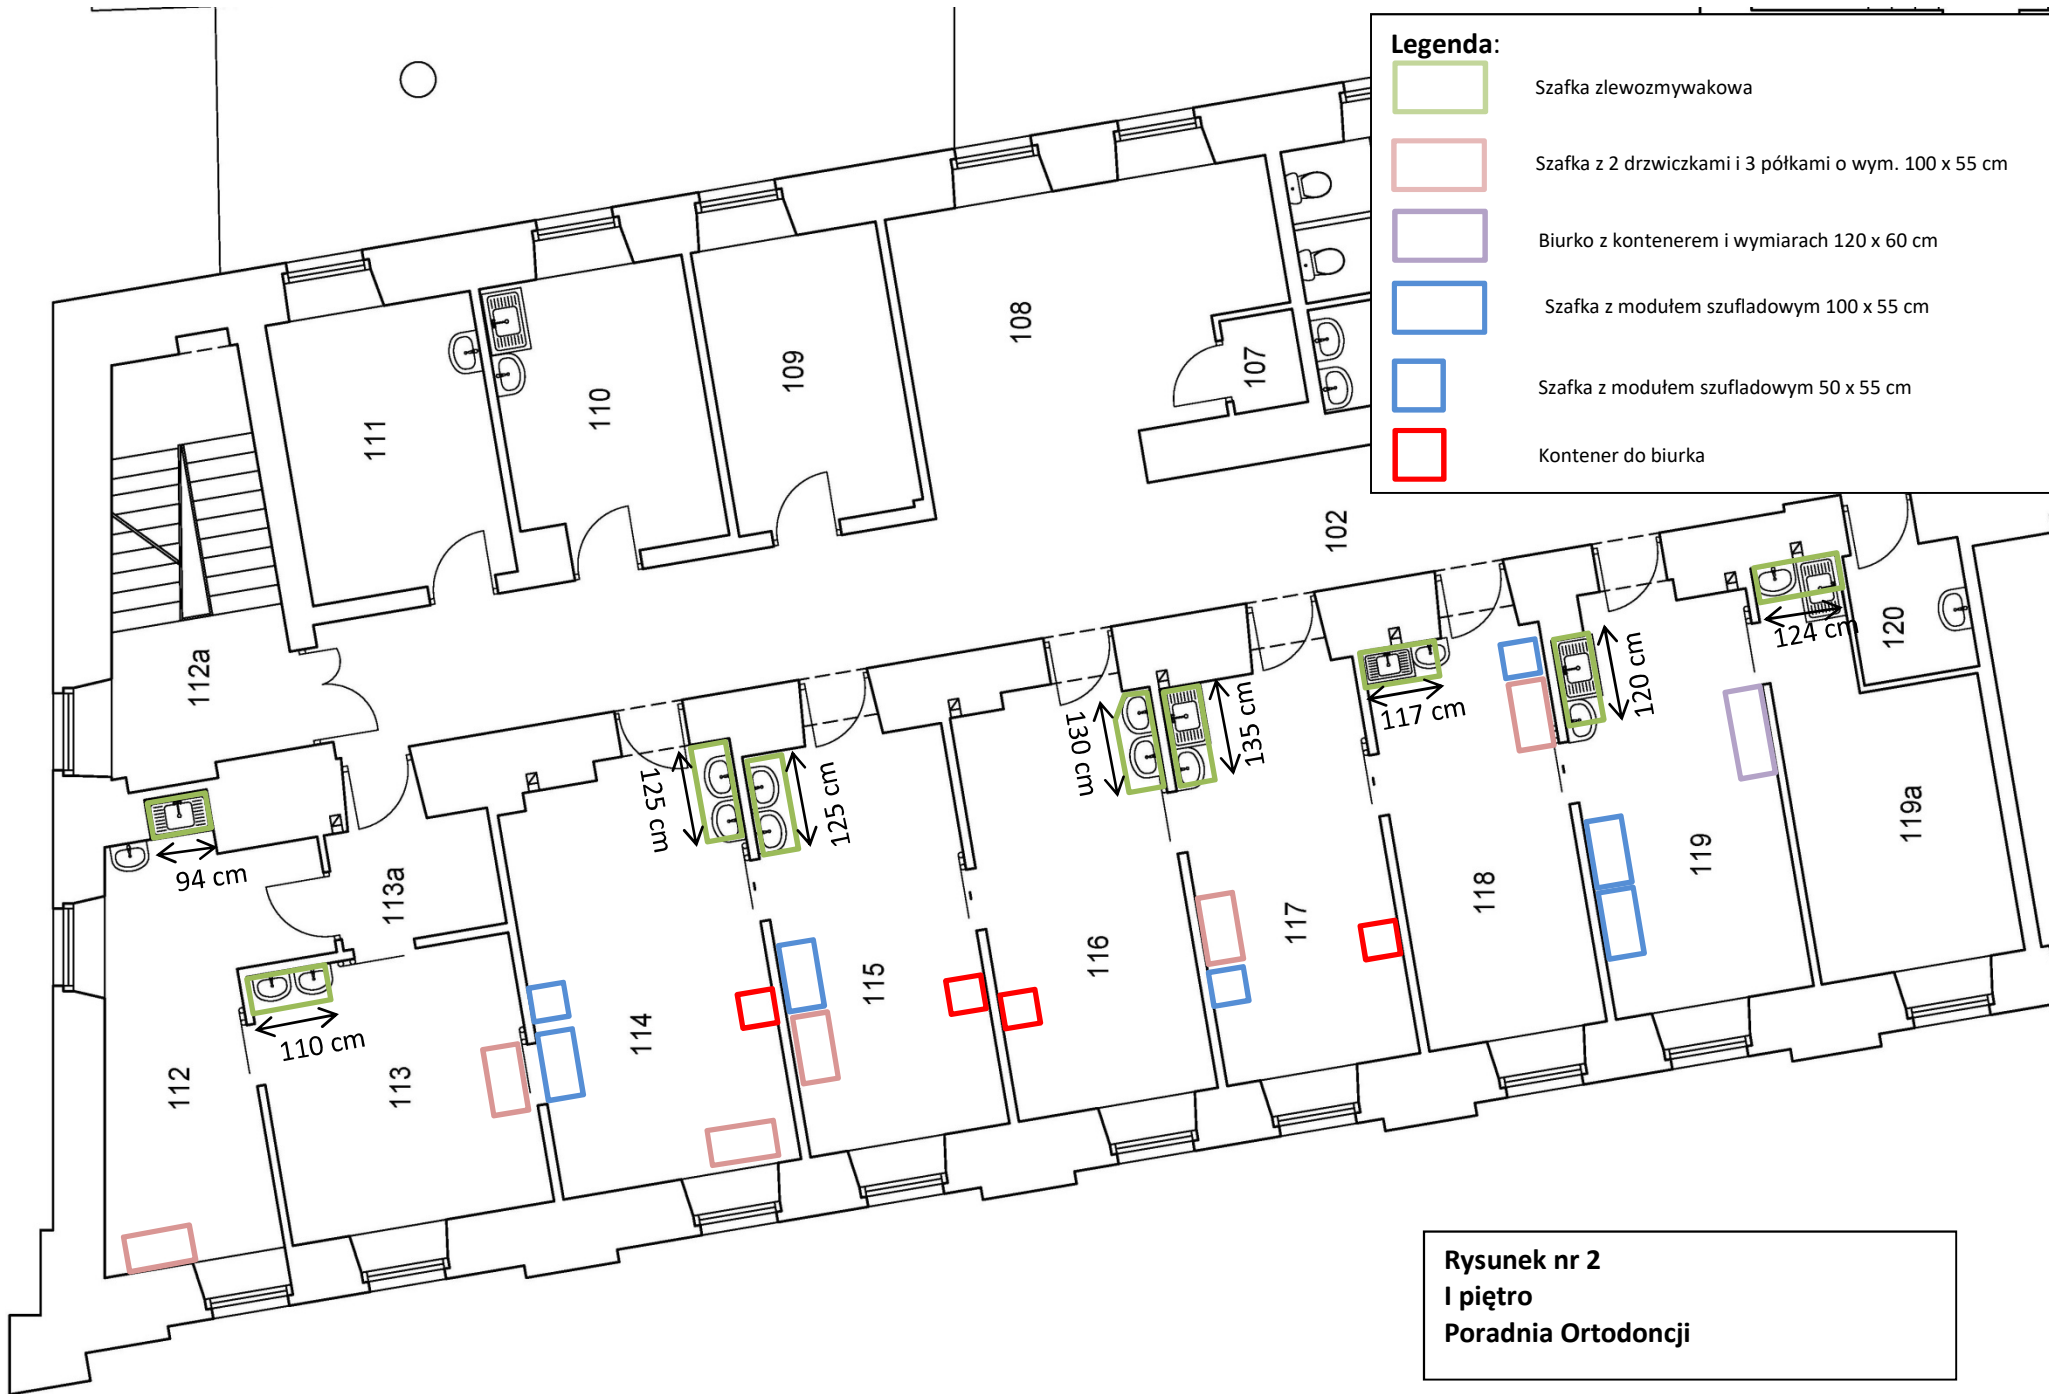 Legenda:
Szafka zlewozmywakowa
Szafka z 2 drzwiczkami i 3 półkami o wym. 100 x 55 cm
Biurko z kontenerem i wymiarach 120 x 60 cm
Szafka z modułem szufladowym 100 x 55 cm
Szafka z modułem szufladowym 50 x 55 cm
Kontener do biurka
108
107
109
110
111
102
112a
120
124 cm
120 cm
117 cm
135 cm
130 cm
125 cm
125 cm
94 cm
113a
110 cm
112
113
114
115
116
117
118
119
119a
Rysunek nr 2
I piętro
Poradnia Ortodoncji